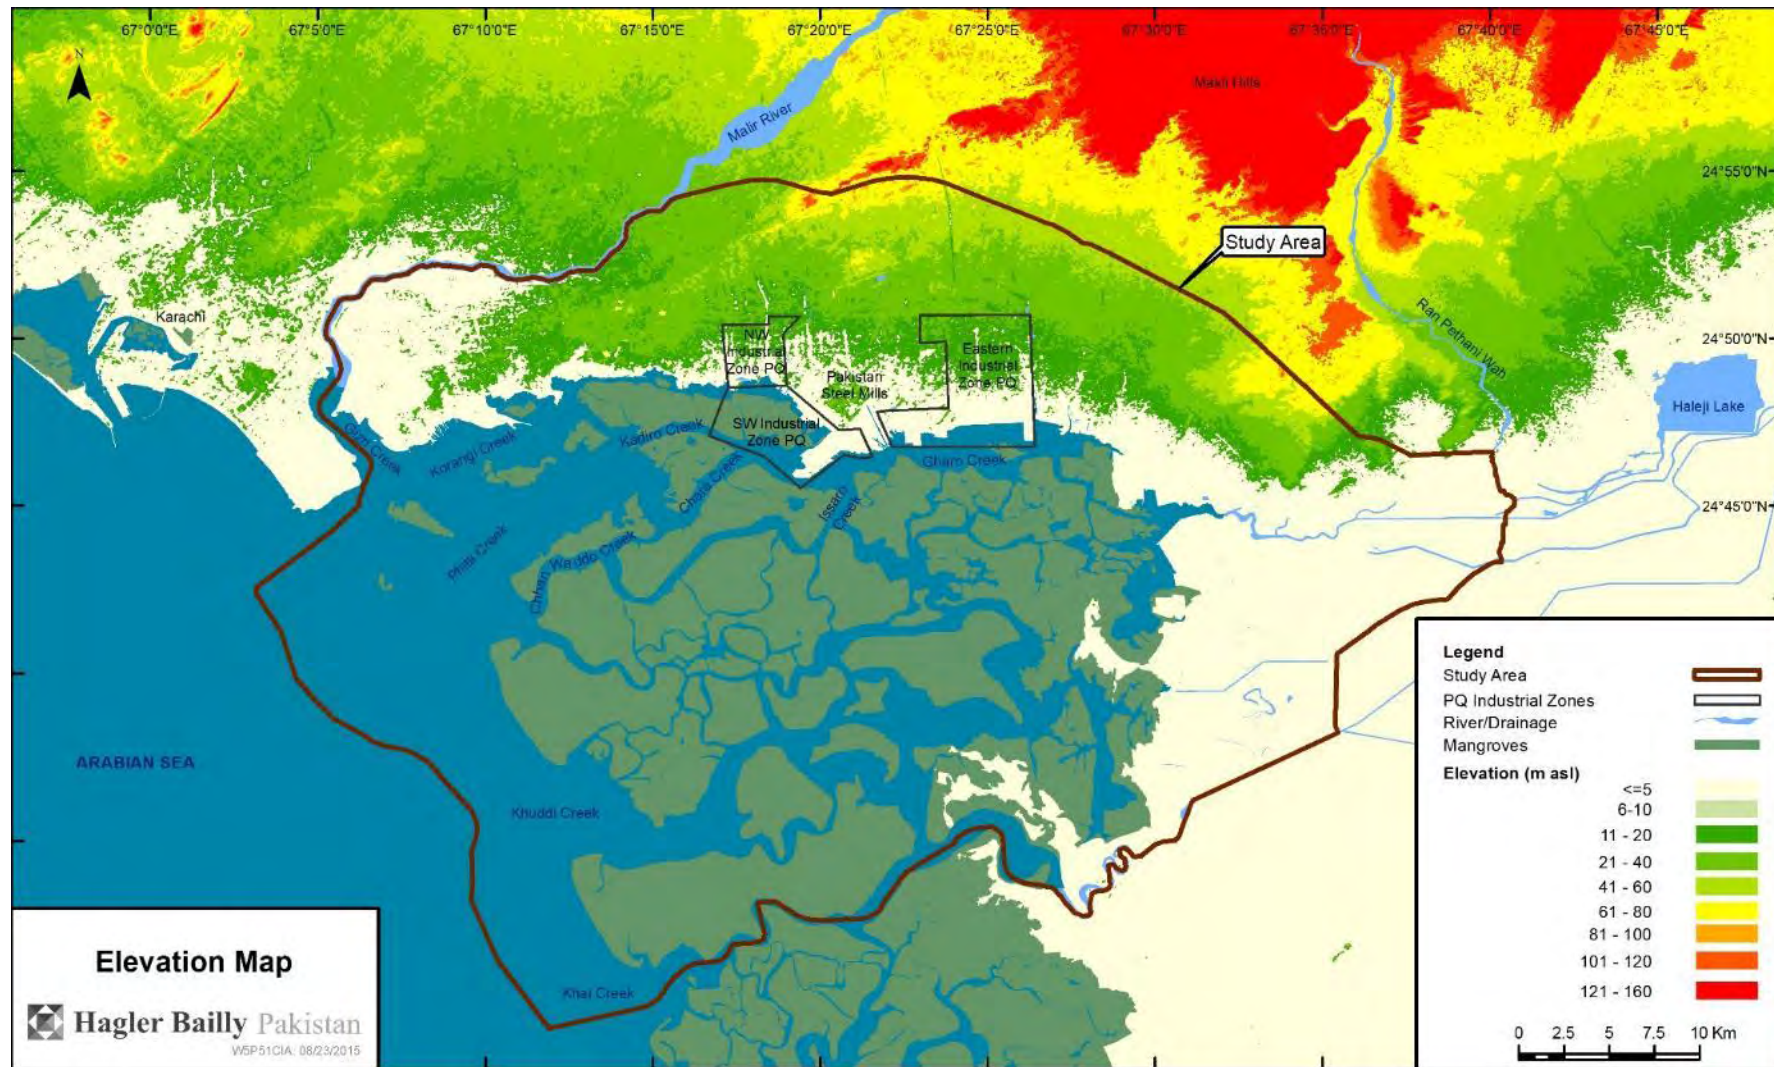 67°0'0"E
67°5'0"E
67°10'0"E
67°15'0"E
67°20'0"E
67°25'0"E
67°30'0"E
67°35'0"E
67°40'0"E
67°45'0"E
N
Makli Hills
Malir River
24°55'0"N
Study Area
Karachi
Ran Pethani Wah
24°50'0"N
NW
Industrial
Zone PQ
Eastern
Industrial
Zone PQ
Pakistan
Steel Mills
Haleji Lake
SW Industrial
Zone PQ
Gizri Creek
Korangi Creek
Kadiro Creek
Gharo Creek
Chara Creek
Issaro
Creek
24°45'0"N
Phitti Creek
Chhan Waddo Creek
ARABIAN SEA
Khuddi Creek
Khai Creek
Legend
Study Area
PQ Industrial Zones
River/Drainage
Mangroves
Elevation (m asl)
<=5
6-10
11 - 20
21 - 40
41 - 60
61 - 80
81 - 100
101 - 120
121 - 160
0 2.5 5 7.5 10 Km
Elevation Map
Hagler Bailly Pakistan
W5P51CIA: 08/23/2015